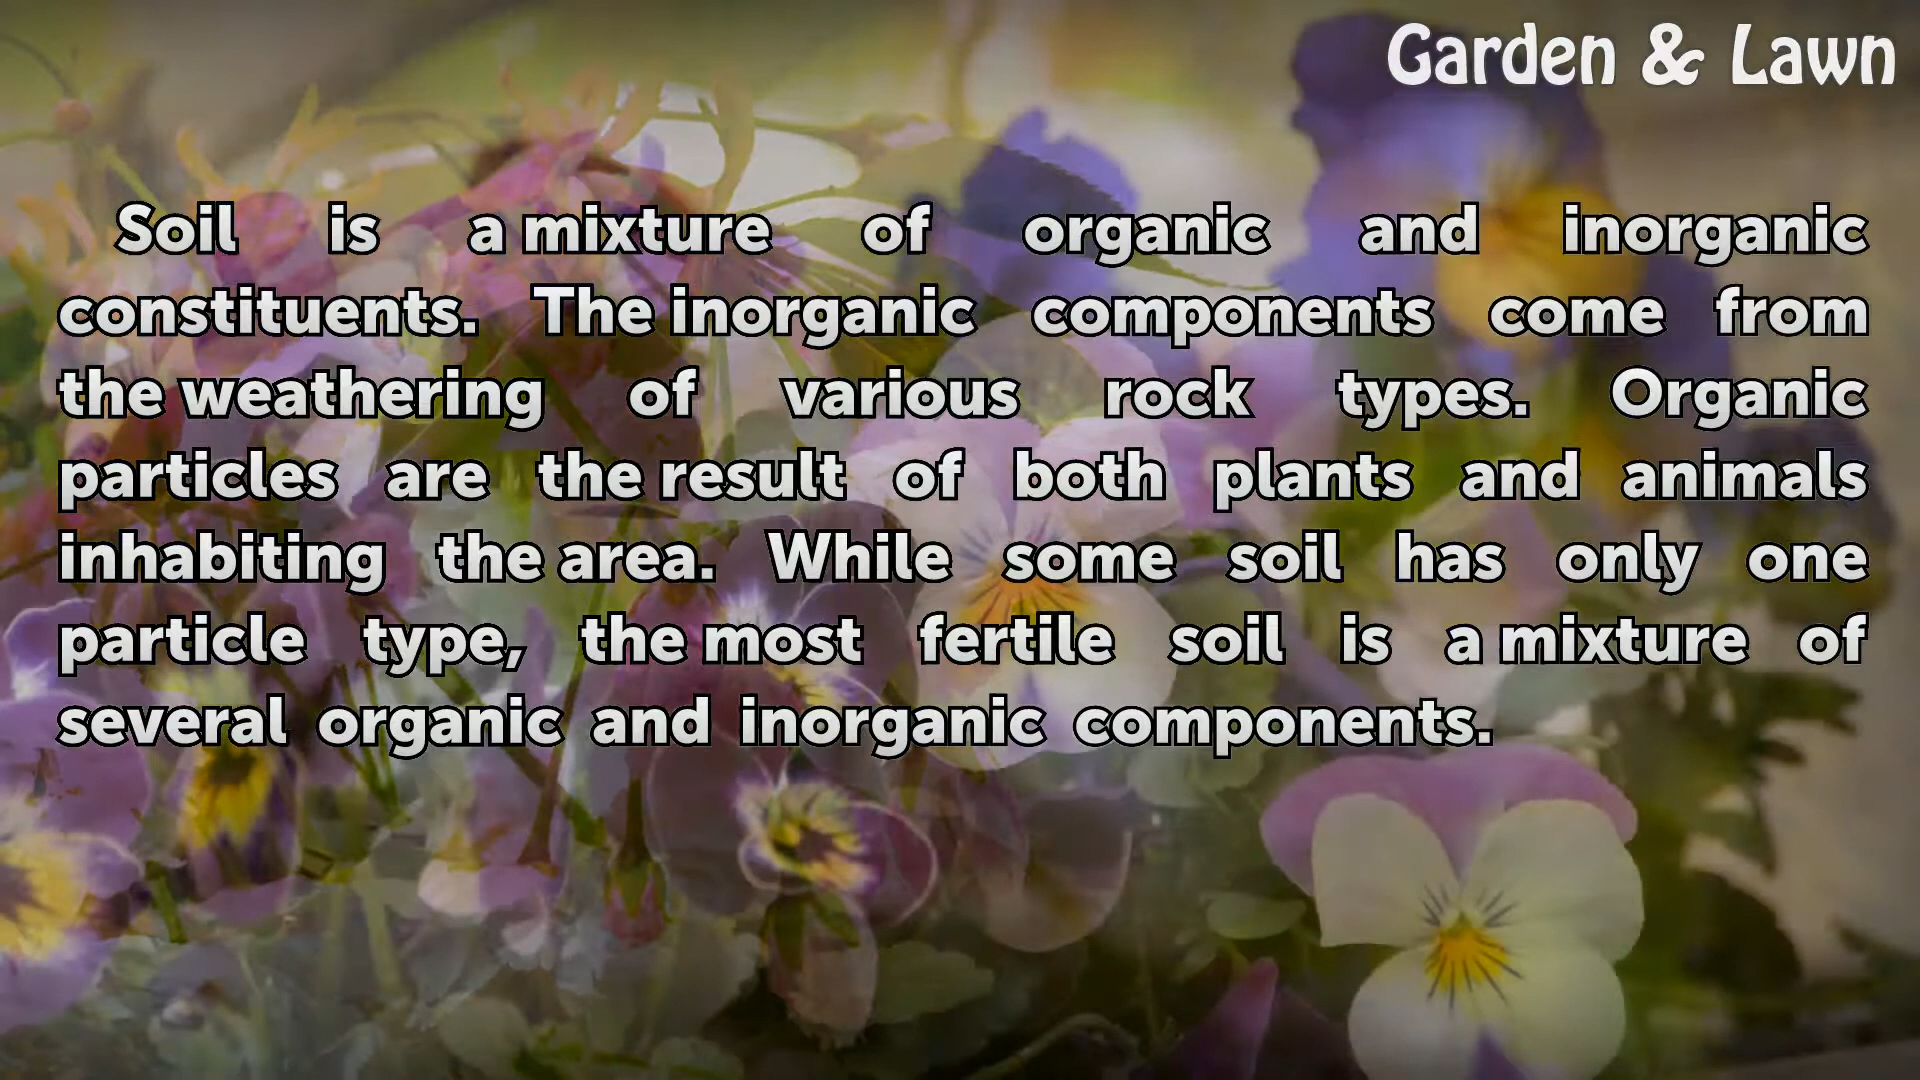 Garden & Lawn
Soil is a mixture of organic and inorganic
constituents. The inorganic components come from
the weathering of various rock types. Organic
particles are the result of both plants and animals
inhabiting the area. While some soil has only one
particle type, the most fertile soil is a mixture of
several organic and inorganic components.